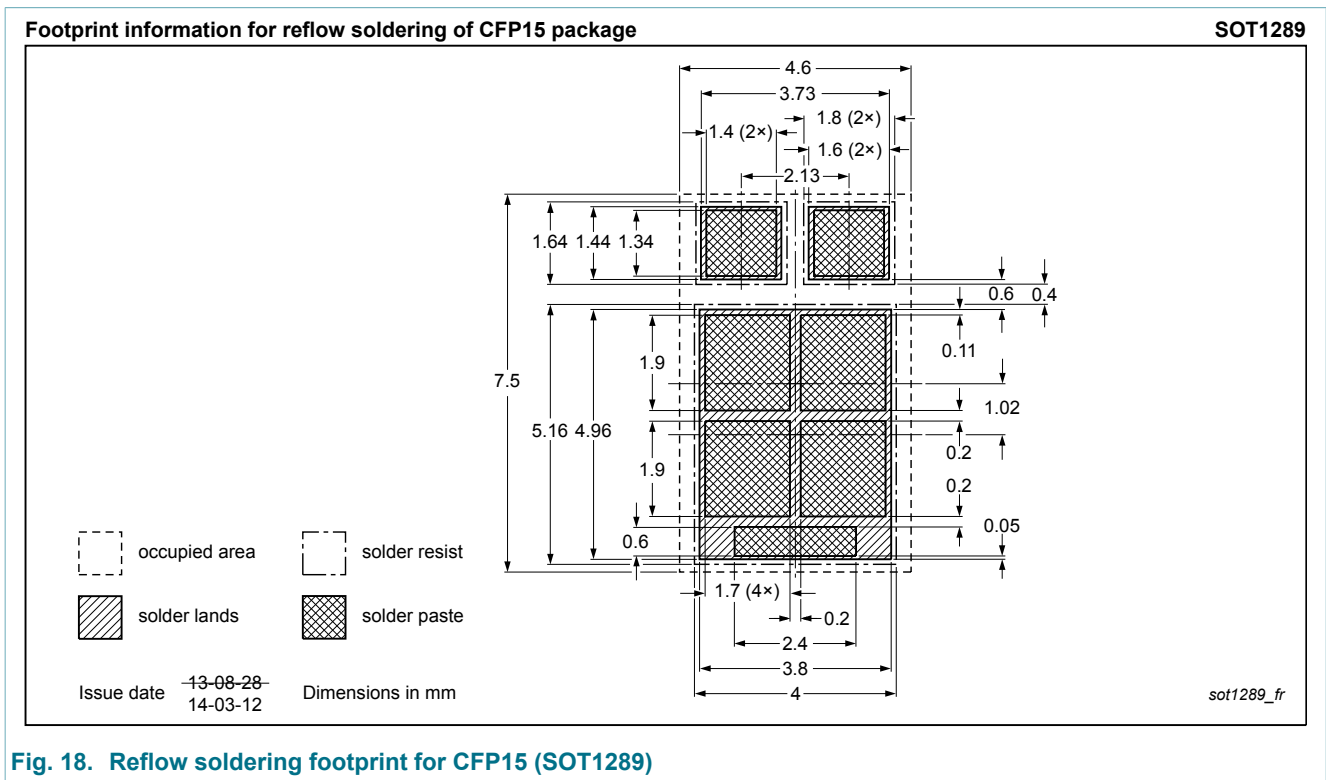 Footprint information for reflow soldering of CFP15 package SOT1289
4.6
3.73
1.4 (2×)
1.8 (2×)
1.6 (2×)
2.13
1.64 1.44 1.34
0.6 0.4
0.11
1.9
7.5
1.02
5.16 4.96
0.2
1.9
0.2
0.05
0.6
1.7 (4×)
0.2
2.4
3.8
4
occupied area
solder resist
solder lands
solder paste
Issue date 13-08-28
14-03-12
Dimensions in mm
sot1289_fr
Fig. 18. Reflow soldering footprint for CFP15 (SOT1289)